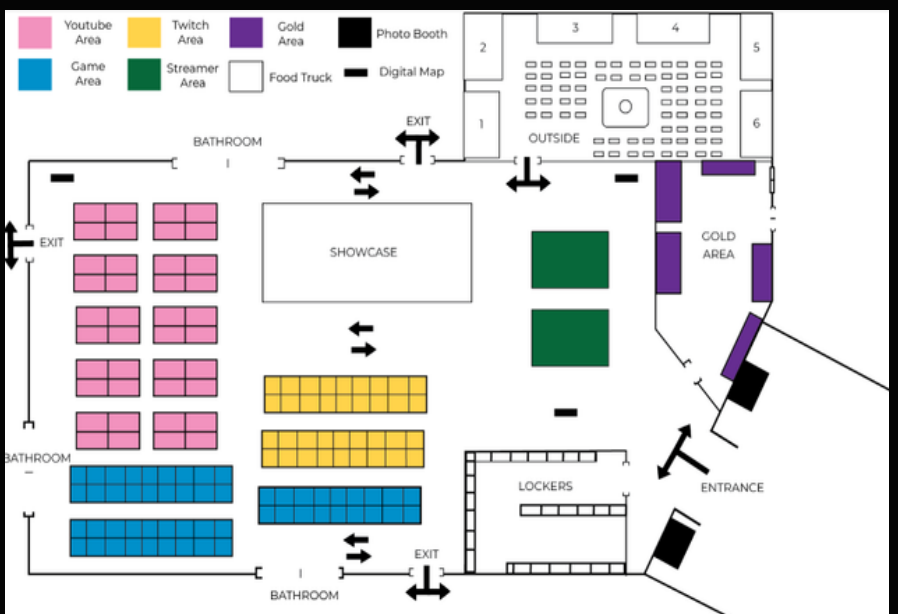 Youtube
Area
Twitch
Area
Gold
Area
Photo Booth
Game
Area
Streamer
Area
Food Truck
Digital Map
2
3
4
5
1
6
OUTSIDE
EXIT
BATHROOM
EXIT
SHOWCASE
GOLD
AREA
BATHROOM
LOCKERS
ENTRANCE
EXIT
BATHROOM